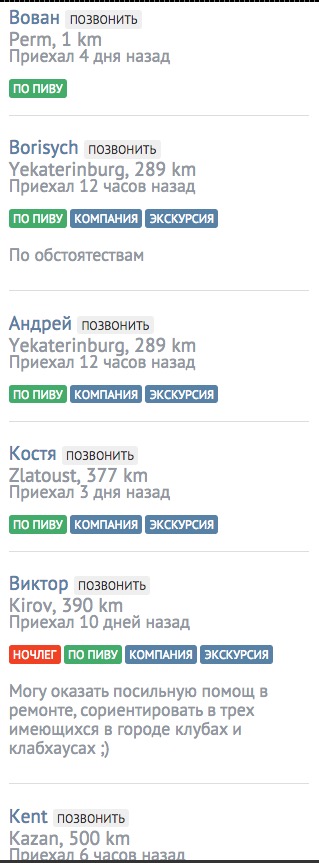 Вован позвонить
Perm, 1 km
Приехал 4 дня назад
ПО ПИВУ
Borisych позвонить
Yekaterinburg, 289 km
Приехал 12 часов назад
ПО ПИВУ КОМПАНИЯ ЭКСКУРСИЯ
По обстоятествам
Андрей позвонить
Yekaterinburg, 289 km
Приехал 12 часов назад
ПО ПИВУ КОМПАНИЯ ЭКСКУРСИЯ
Костя позвонить
Zlatoust, 377 km
Приехал 3 дня назад
ПО ПИВУ КОМПАНИЯ ЭКСКУРСИЯ
Виктор позвонить
Kirov, 390 km
Приехал 10 дней назад
НОЧЛЕГ ПО ПИВУ КОМПАНИЯ ЭКСКУРСИЯ
Могу оказать посильную помощ в
ремонте, сориентировать в трех
имеющихся в городе клубах и
клабхаусах ;)
Kent позвонить
Kazan, 500 km
Приехал 6 часов назад